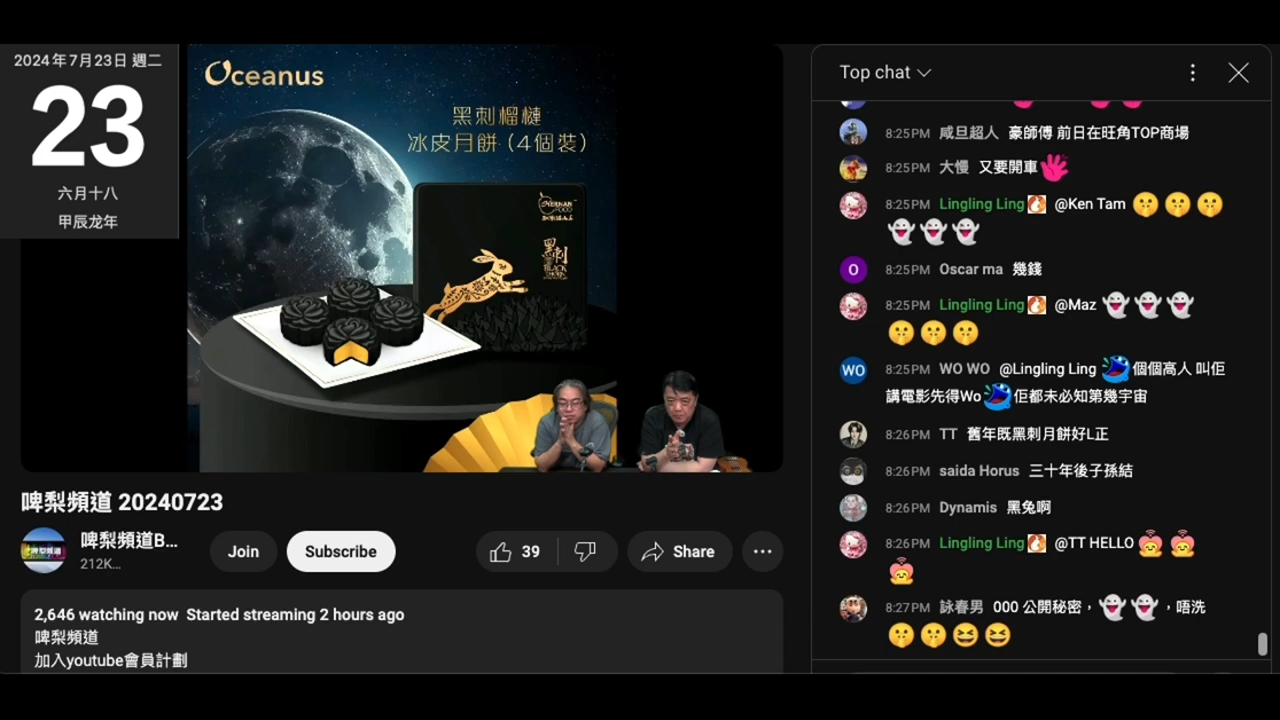 2024年7月23日 週二
23
六月十八
甲辰龙年
Oceanus
黑刺榴槤
冰皮月餅 (4個裝)
HERNAN
FOOD
黑刺
BLACK
THORN
啤梨頻道 20240723
啤梨頻道B...
212K...
Join
Subscribe
39
Share
2,646 watching now Started streaming 2 hours ago
啤梨頻道
加入youtube會員計劃
Top chat
8:25PM 咸旦超人 豪師傅 前日在旺角TOP商場
8:25PM 大慢 又要開車
8:25PM Lingling Ling @Ken Tam
O
8:25PM Oscar ma 幾錢
8:25PM Lingling Ling @Maz
WO
8:25PM WO WO @Lingling Ling 個個高人 叫佢
講電影先得Wo 佢都未必知第幾宇宙
8:26PM TT 舊年既黑刺月餅好L正
8:26PM saida Horus 三十年後子孫結
8:26PM Dynamis 黑兔啊
8:26PM Lingling Ling @TT HELLO
8:27PM 詠春男 000 公開秘密，，唔洗